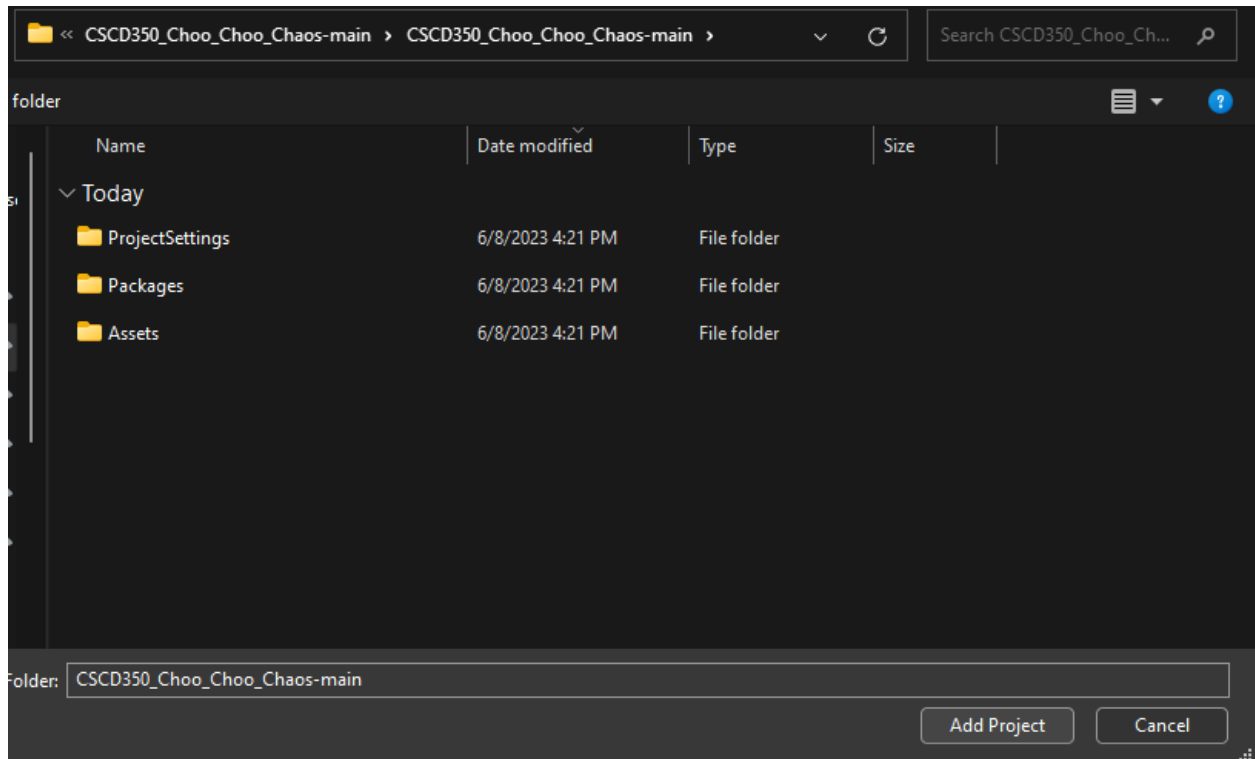 « CSCD350_Choo_Choo_Chaos-main › CSCD350_Choo_Choo_Chaos-main › Search CSCD350_Choo_Ch...
folder ?
Name Date modified Type Size
Today
ProjectSettings 6/8/2023 4:21 PM File folder
Packages 6/8/2023 4:21 PM File folder
Assets 6/8/2023 4:21 PM File folder
Folder: CSCD350_Choo_Choo_Chaos-main
Add Project Cancel